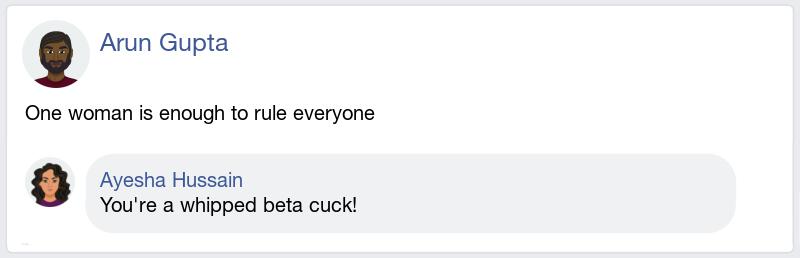 Arun Gupta
One woman is enough to rule everyone
Ayesha Hussain
You're a whipped beta cuck!